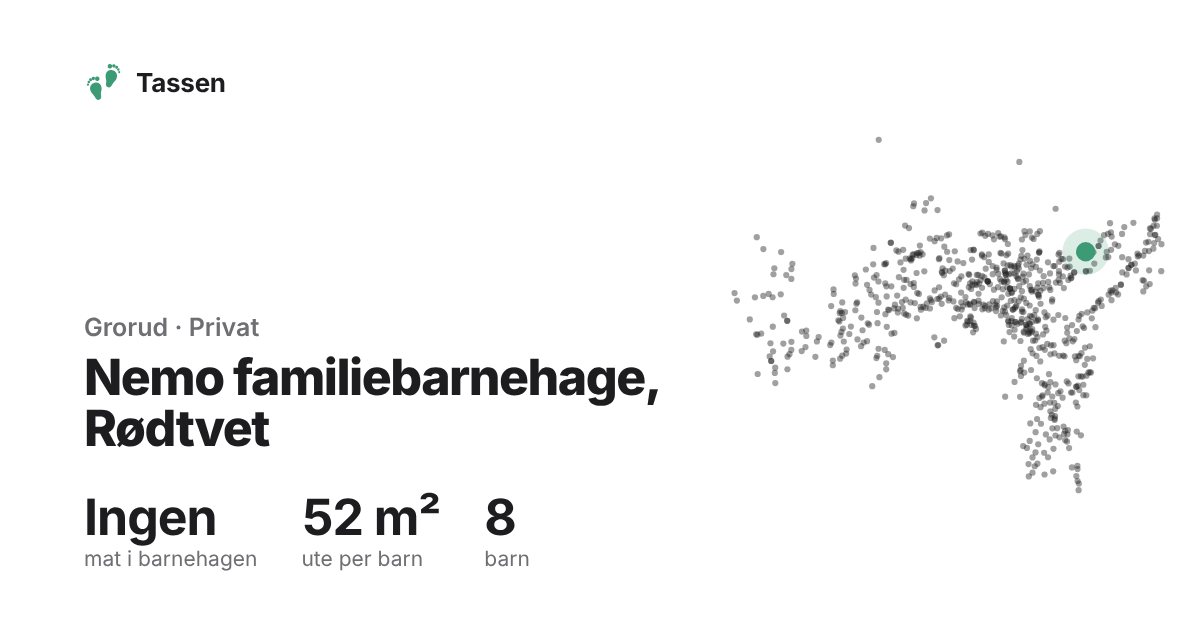 Tassen
Grorud · Privat
Nemo familiebarnehage,
Rødtvet
Ingen
mat i barnehagen
52 m²
ute per barn
8
barn